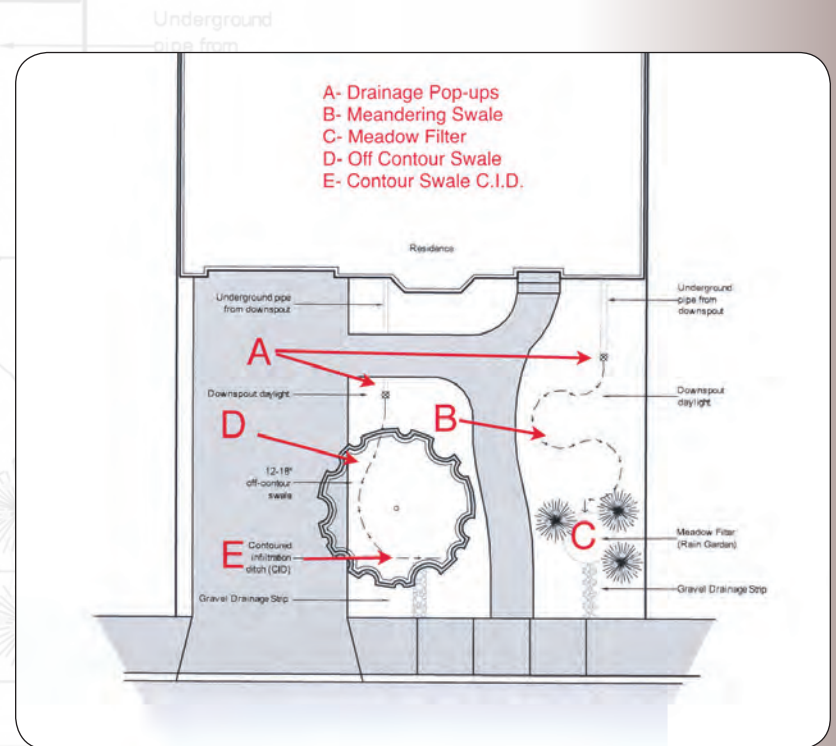 Underground
pipe from
A- Drainage Pop-ups
B- Meandering Swale
C- Meadow Filter
D- Off Contour Swale
E- Contour Swale C.I.D.
Residence
Underground pipe
from downspout
Underground
pipe from
downspout
A
Downspout daylight
Downspout
daylight
B
D
12-18"
off-contour
swale
C
Meadow Filter
(Rain Garden)
E
Contoured
infiltration
ditch (CID)
Gravel Drainage Strip
Gravel Drainage Strip